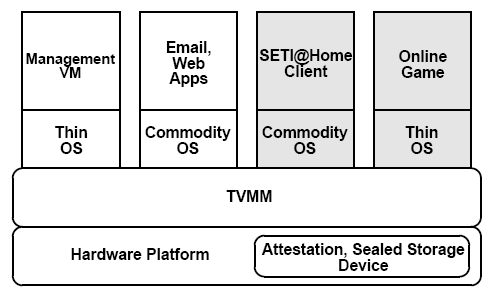 Management
VM
Email,
Web
Apps
SETI@Home
Client
Online
Game
Thin
OS
Commodity
OS
Commodity
OS
Thin
OS
TVMM
Hardware Platform
Attestation, Sealed Storage
Device